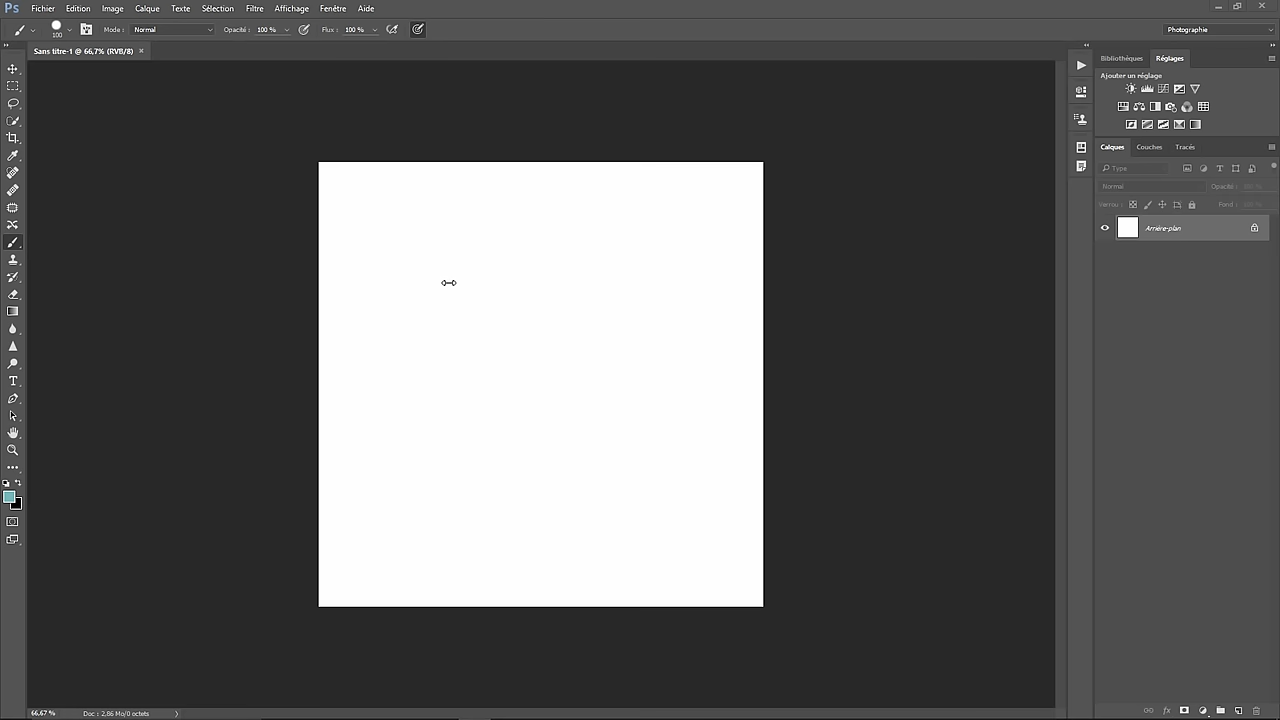 Ps Fichier Edition Image Calque Texte Sélection Filtre Affichage Fenêtre Aide
100 Mode : Normal Opacité : 100 % Flux : 100 % Photographie
Sans titre-1 @ 66,7% (RVB/8) ×
Bibliothèques Réglages
Ajouter un réglage
Calques Couches Tracés
Type
Normal Opacité :
Verrou : Fond :
Arrière-plan
66,67 % Doc : 2,86 Mo/0 octets